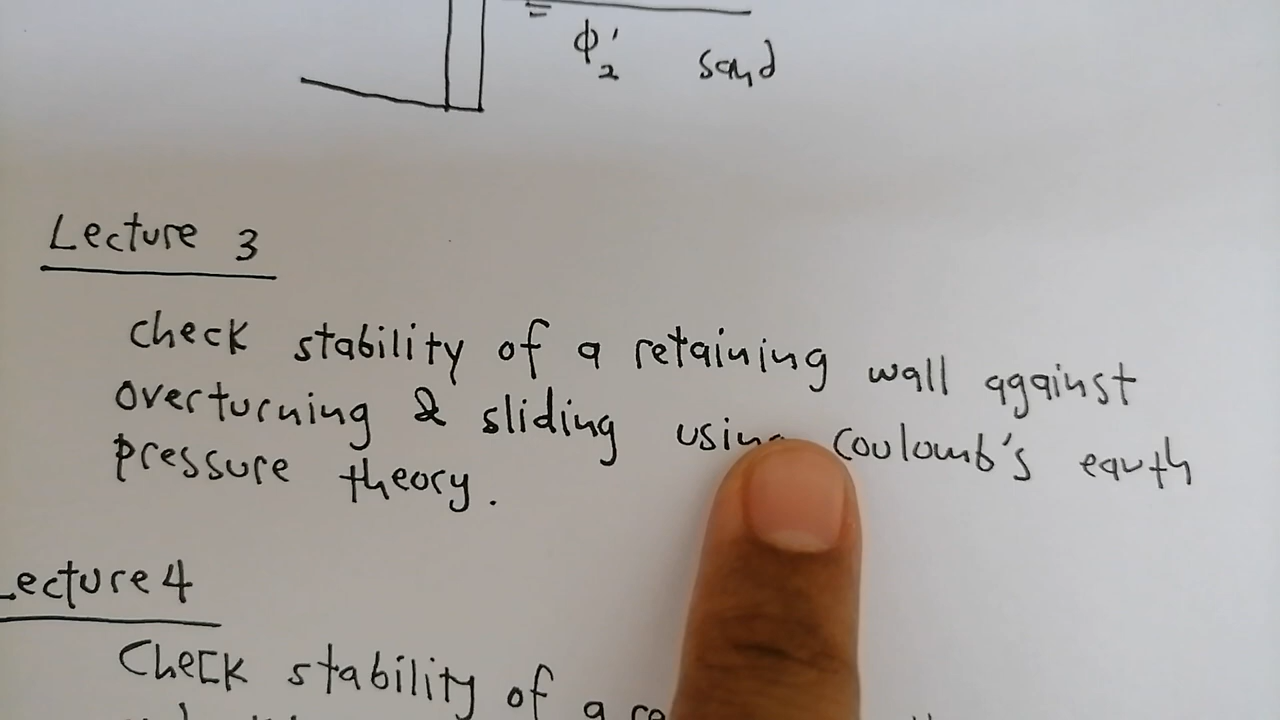 ϕ₂' sand
Lecture 3
check stability of a retaining wall against
overturning & sliding using Coulomb's earth
pressure theory.
Lecture 4
Check stability of a